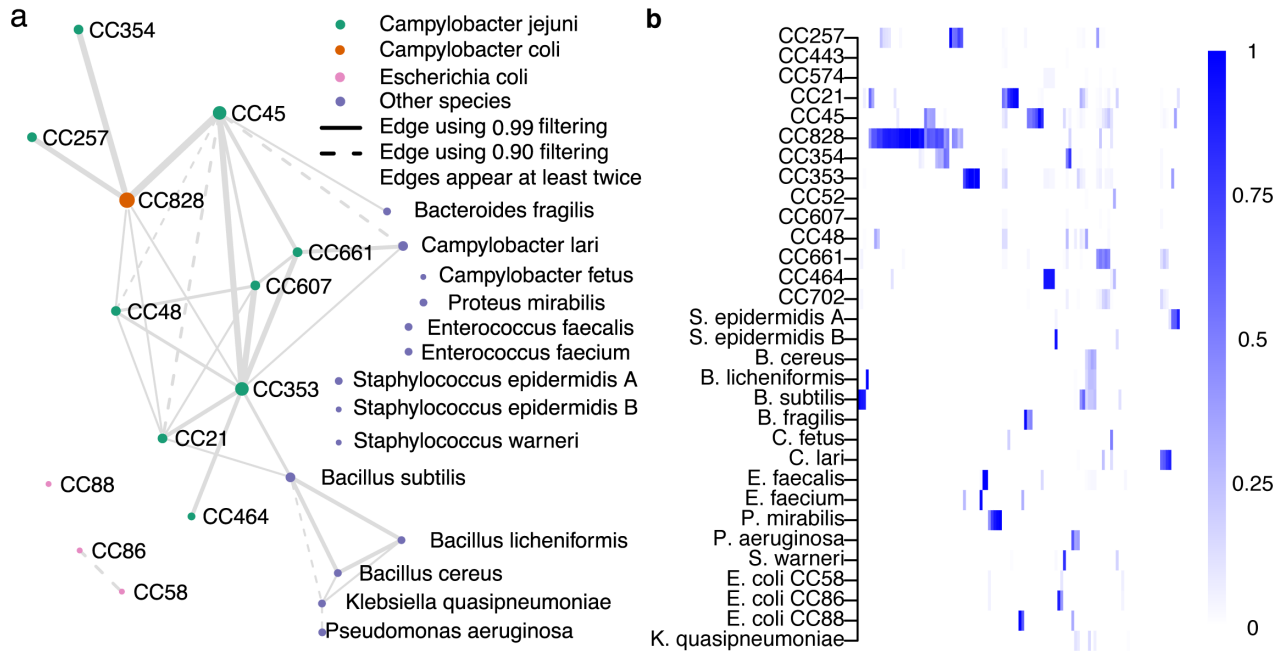 a
CC354
CC257
CC45
CC828
CC661
CC607
CC48
CC353
CC21
CC88
CC464
CC86
CC58
Campylobacter jejuni
Campylobacter coli
Escherichia coli
Other species
Edge using 0.99 filtering
Edge using 0.90 filtering
Edges appear at least twice
Bacteroides fragilis
Campylobacter lari
Campylobacter fetus
Proteus mirabilis
Enterococcus faecalis
Enterococcus faecium
Staphylococcus epidermidis A
Staphylococcus epidermidis B
Staphylococcus warneri
Bacillus subtilis
Bacillus licheniformis
Bacillus cereus
Klebsiella quasipneumoniae
Pseudomonas aeruginosa
b
CC257
CC443
CC574
CC21
CC45
CC828
CC354
CC353
CC52
CC607
CC48
CC661
CC464
CC702
S. epidermidis A
S. epidermidis B
B. cereus
B. licheniformis
B. subtilis
B. fragilis
C. fetus
C. lari
E. faecalis
E. faecium
P. mirabilis
P. aeruginosa
S. warneri
E. coli CC58
E. coli CC86
E. coli CC88
K. quasipneumoniae
1
0.75
0.5
0.25
0